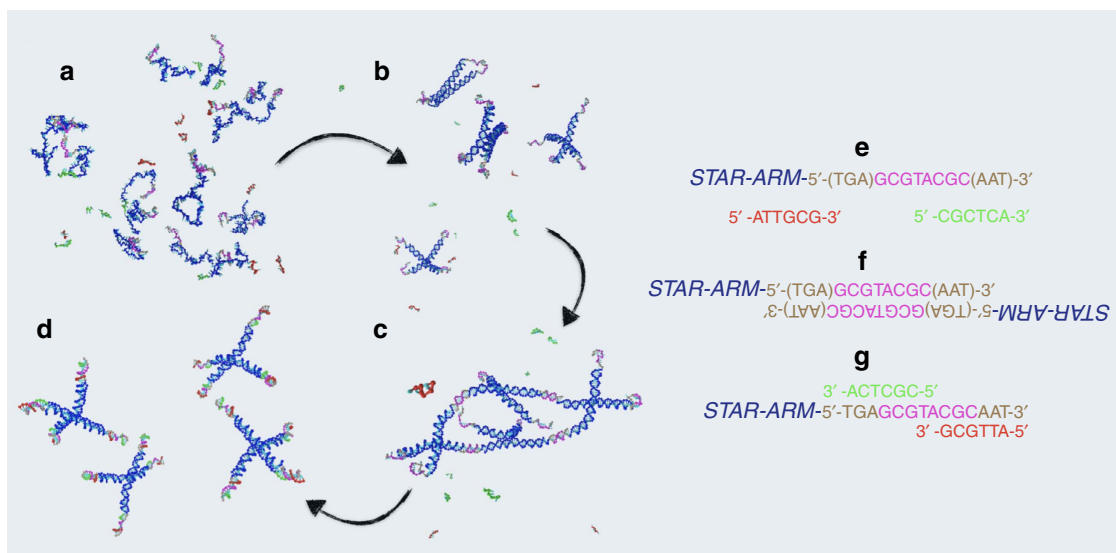 a
b
c
d
e
STAR-ARM-5′-(TGA)GCGTACGC(AAT)-3′
5′ -ATTGCG-3′
5′ -CGCTCA-3′
f
STAR-ARM-5′-(TGA)GCGTACGC(AAT)-3′
STAR-ARM-5′-(TGA)GCGTACGC(AAT)-3′
g
3′ -ACTCGC-5′
STAR-ARM-5′-TGAGCGTACGCAAT-3′
3′ -GCGTTA-5′